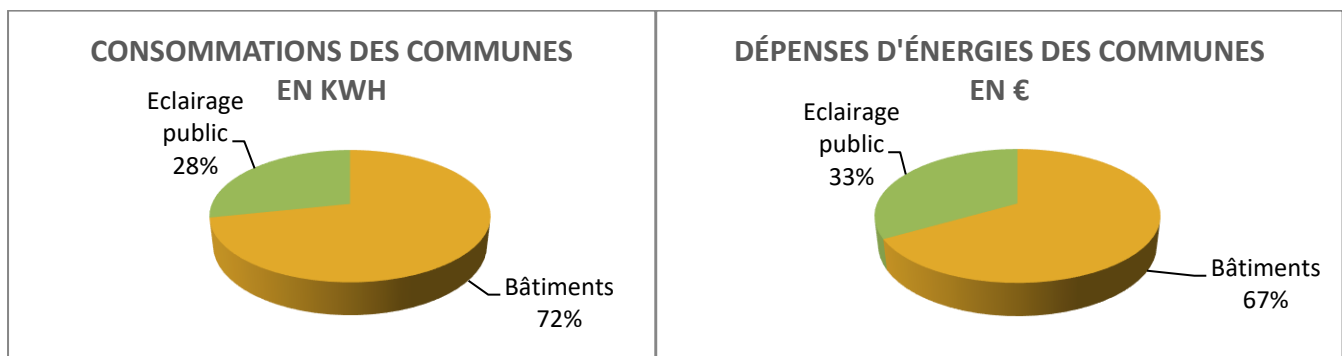 CONSOMMATIONS DES COMMUNES
EN KWH
Eclairage
public
28%
Bâtiments
72%
DÉPENSES D'ÉNERGIES DES COMMUNES
EN €
Eclairage
public
33%
Bâtiments
67%